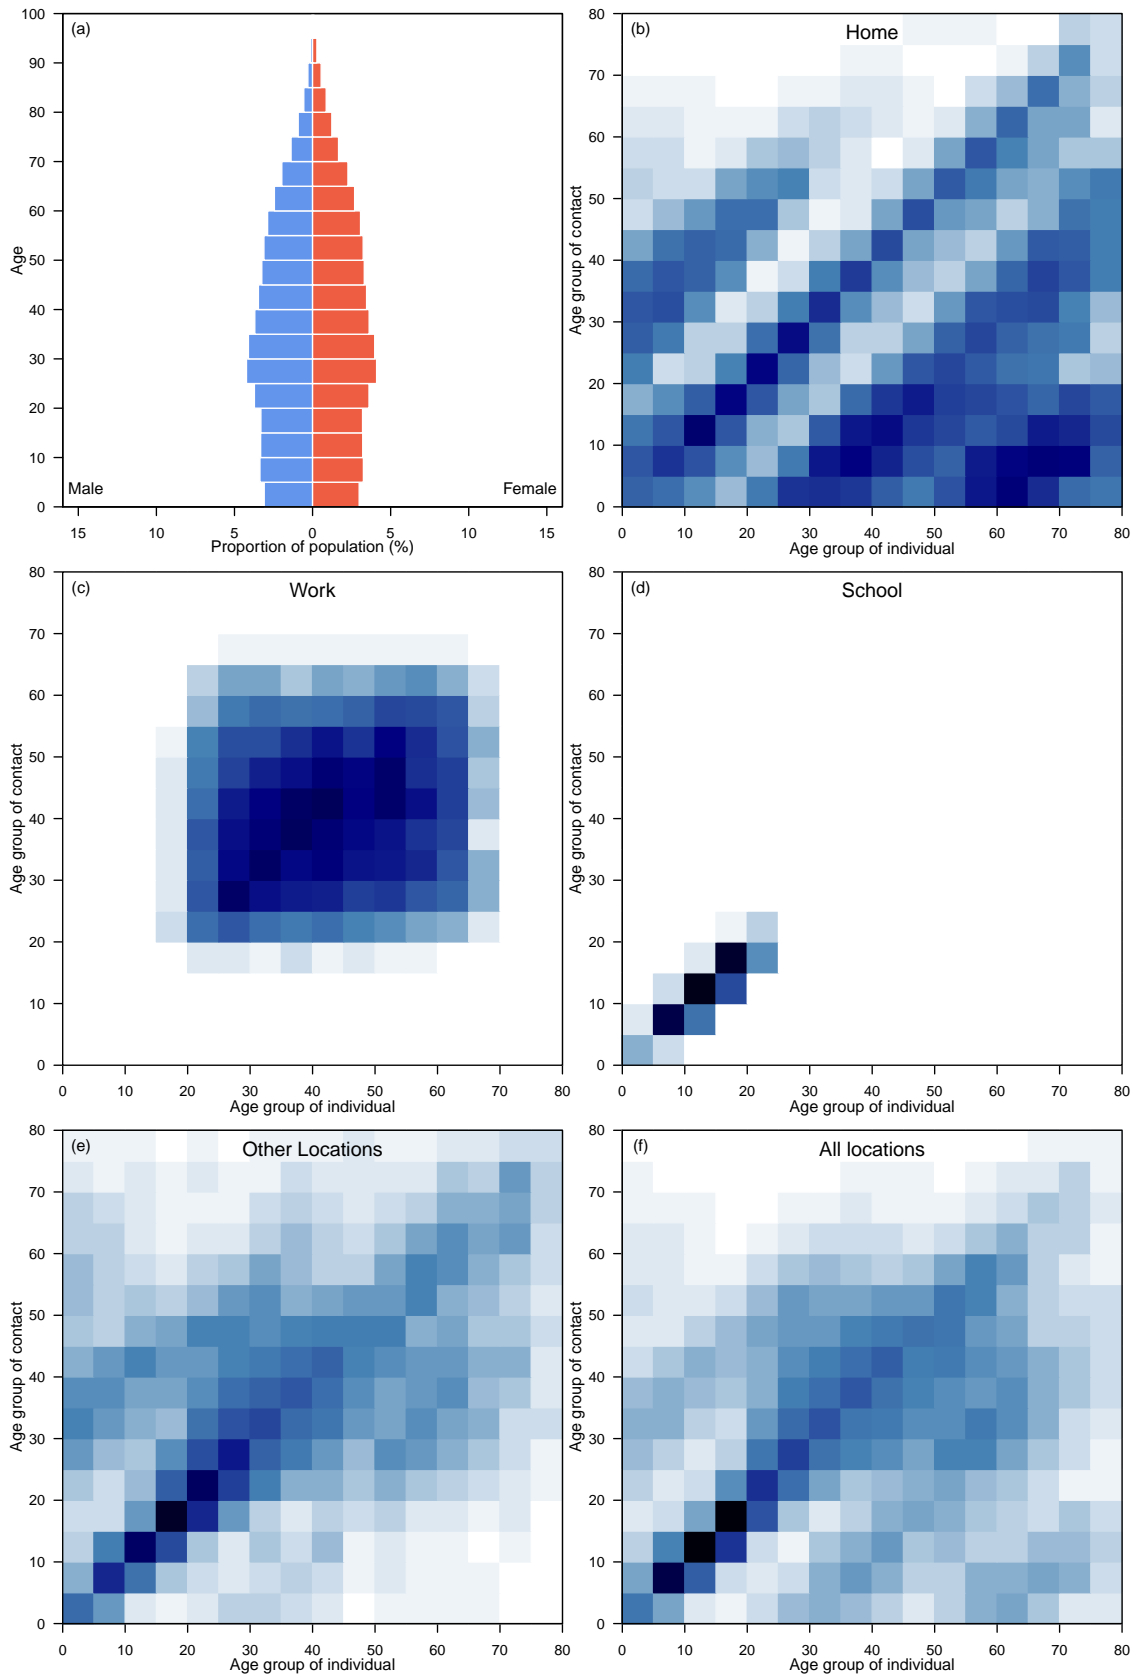 (a)
100
90
80
70
60
50
40
30
20
10
0
Age
Male
Female
15 10 5 0 5 10 15
Proportion of population (%)
(b)
Home
80
70
60
50
40
30
20
10
0
Age group of contact
0 10 20 30 40 50 60 70 80
Age group of individual
(c)
Work
80
70
60
50
40
30
20
10
0
Age group of contact
0 10 20 30 40 50 60 70 80
Age group of individual
(d)
School
80
70
60
50
40
30
20
10
0
Age group of contact
0 10 20 30 40 50 60 70 80
Age group of individual
(e)
Other Locations
80
70
60
50
40
30
20
10
0
Age group of contact
0 10 20 30 40 50 60 70 80
Age group of individual
(f)
All locations
80
70
60
50
40
30
20
10
0
Age group of contact
0 10 20 30 40 50 60 70 80
Age group of individual